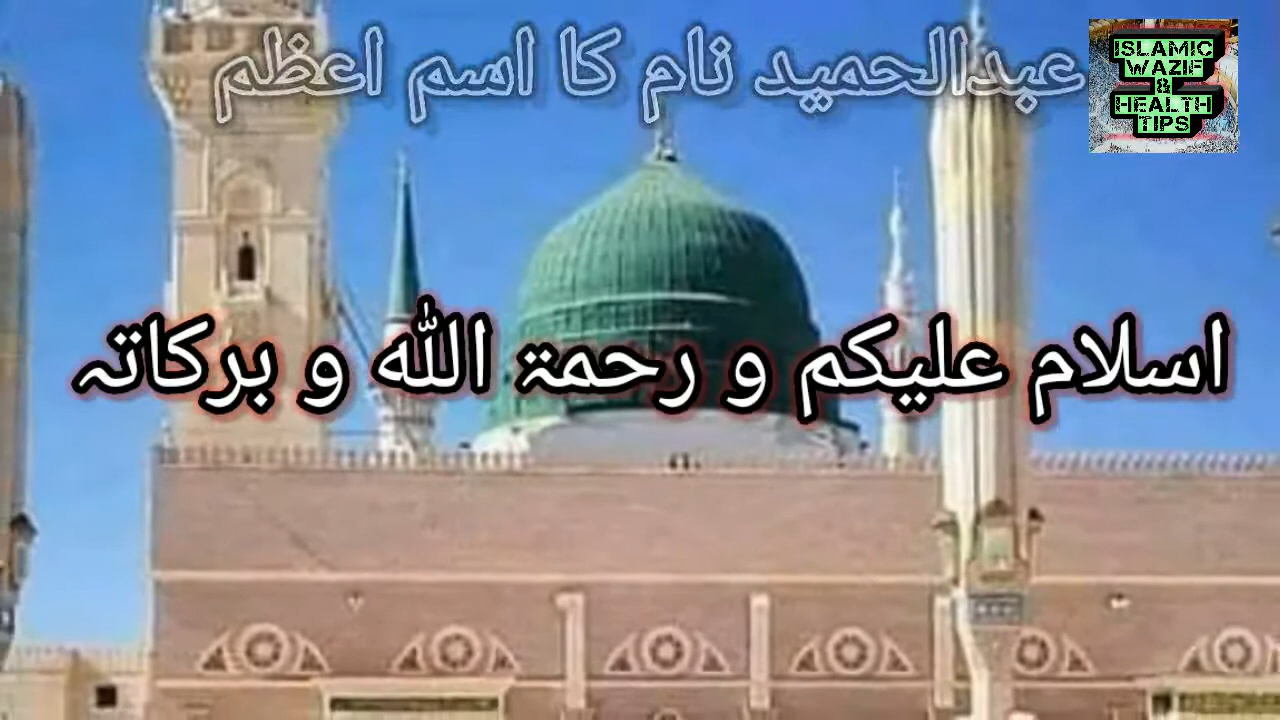 عبدالحمید نام کا اسم اعظم
ISLAMIC
WAZIF
&
HEALTH
TIPS
اسلام علیکم و رحمۃ اللہ و برکاتہ